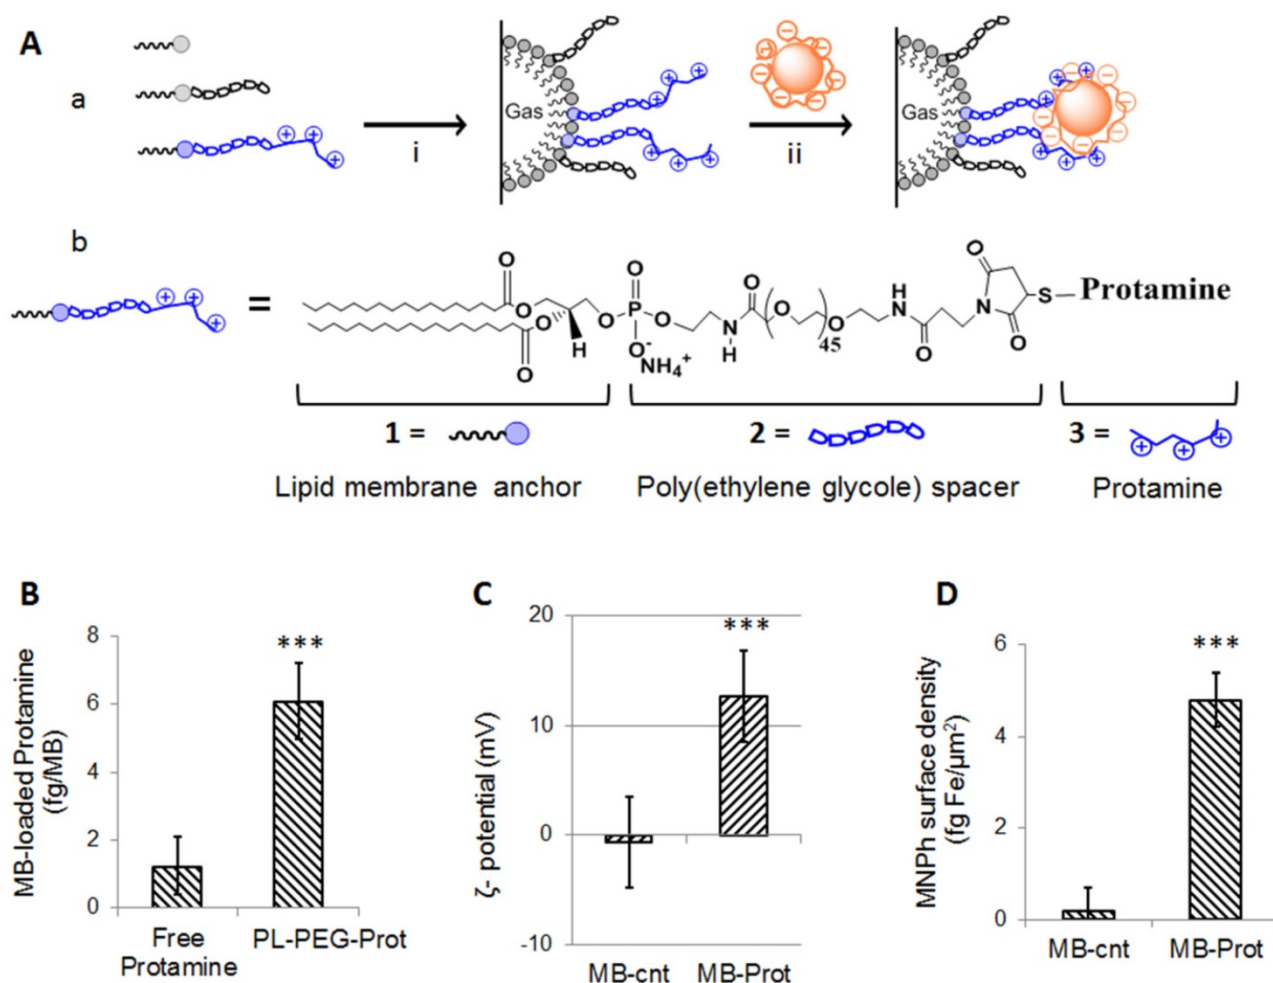 A
a
Gas
i
ii
Gas
b
=
O
O
O
O
H
O
O
P
O
O⁻
NH₄⁺
O
N
H
O
O
45
O
H
N
O
O
N
O
S
Protamine
1 =
2 =
3 =
Lipid membrane anchor
Poly(ethylene glycole) spacer
Protamine
B
MB-loaded Protamine
(fg/MB)
8
6
4
2
0
***
Free
Protamine
PL-PEG-Prot
C
ζ- potential (mV)
20
10
0
-10
***
MB-cnt
MB-Prot
D
MNPh surface density
(fg Fe/µm²)
6
4
2
0
***
MB-cnt
MB-Prot